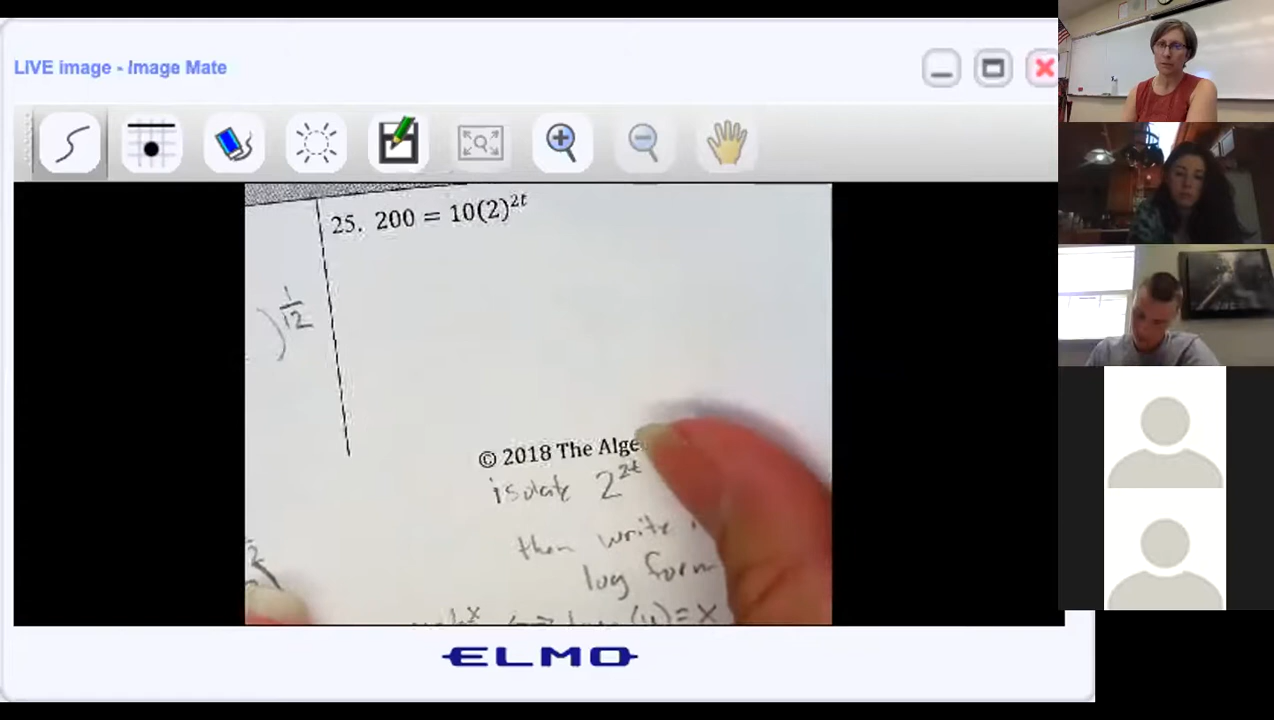 LIVE image - Image Mate
25. 200 = 10(2)^{2t}
)^{1/12}
© 2018 The Alge
isolate 2^{2t}
then write
log form
(y)=x
ELMO